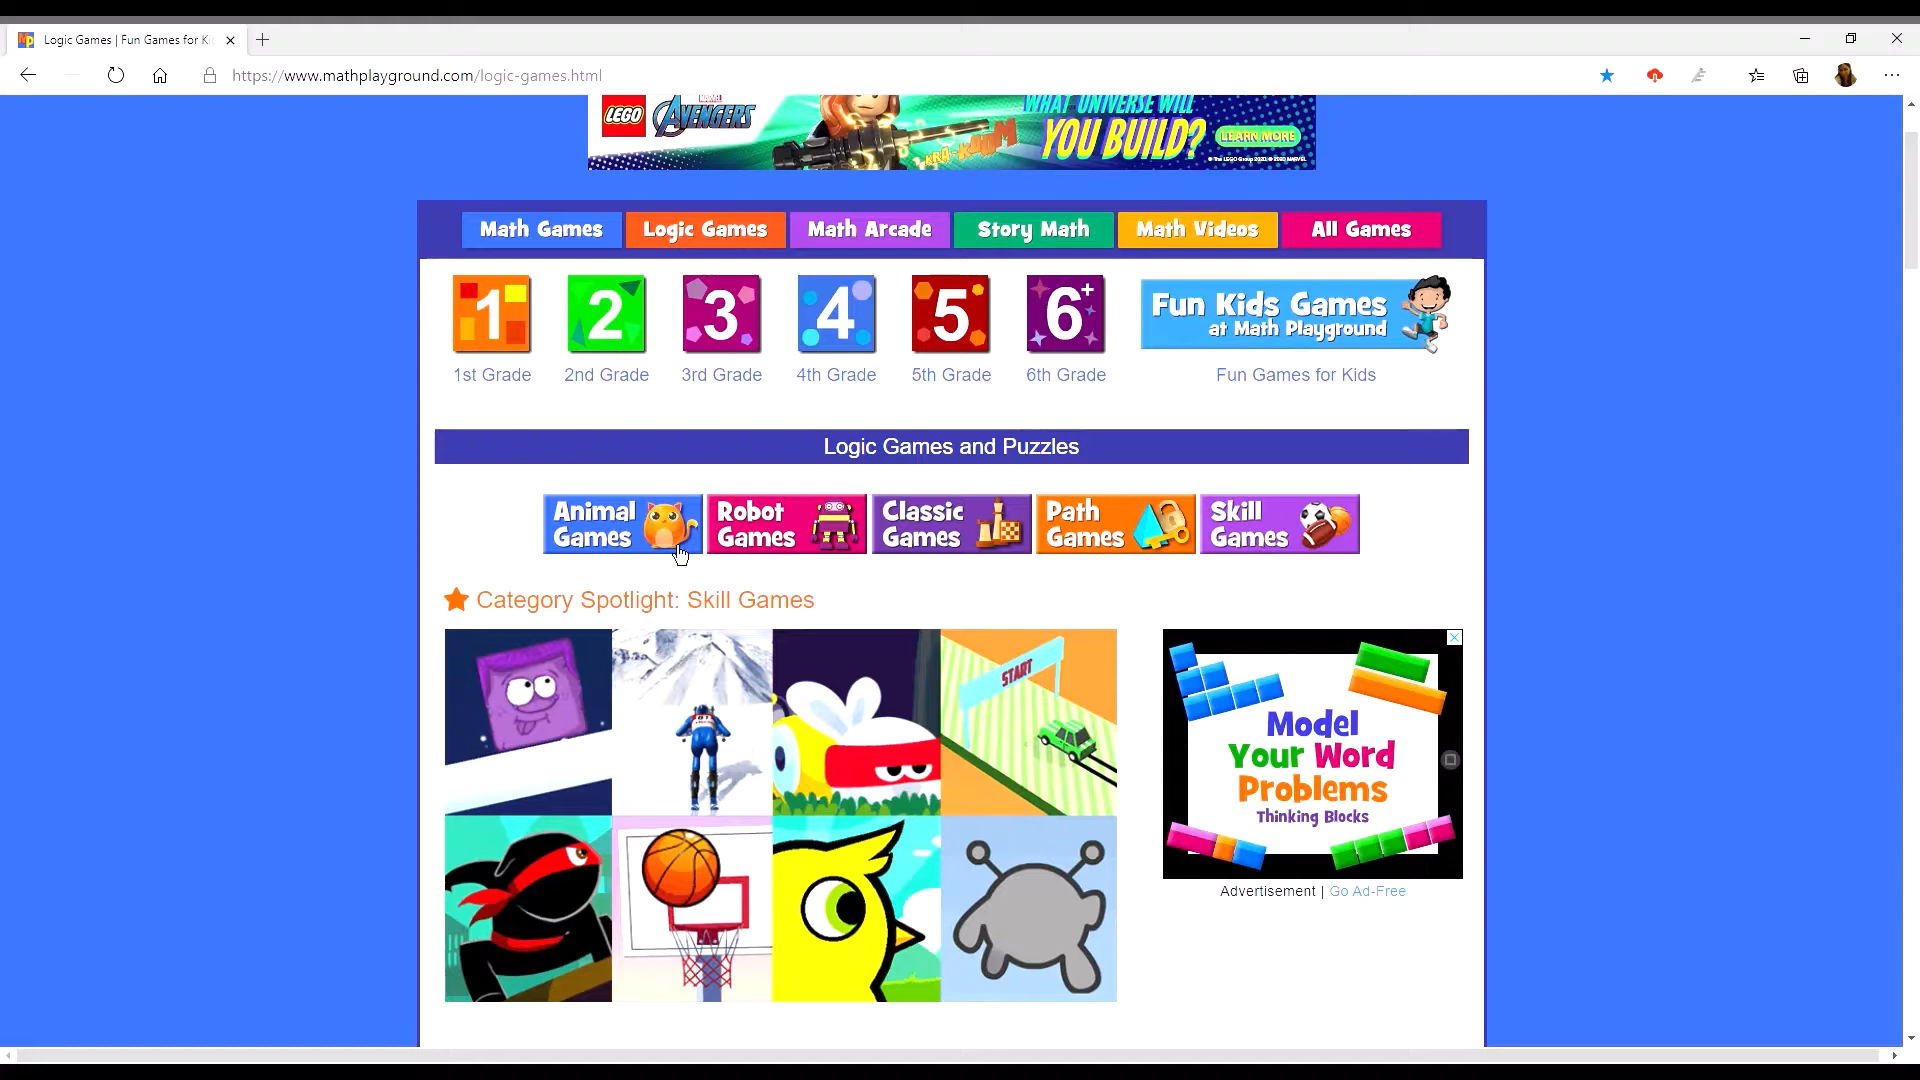 Logic Games | Fun Games for Ki
https://www.mathplayground.com/logic-games.html
LEGO MARVEL AVENGERS
KRA-KOOM
WHAT UNIVERSE WILL
YOU BUILD?
LEARN MORE
Math Games
Logic Games
Math Arcade
Story Math
Math Videos
All Games
1
2
3
4
5
6+
Fun Kids Games
at Math Playground
1st Grade
2nd Grade
3rd Grade
4th Grade
5th Grade
6th Grade
Fun Games for Kids
Logic Games and Puzzles
Animal
Games
Robot
Games
Classic
Games
Path
Games
Skill
Games
Category Spotlight: Skill Games
START
Model
Your Word
Problems
Thinking Blocks
Advertisement | Go Ad-Free